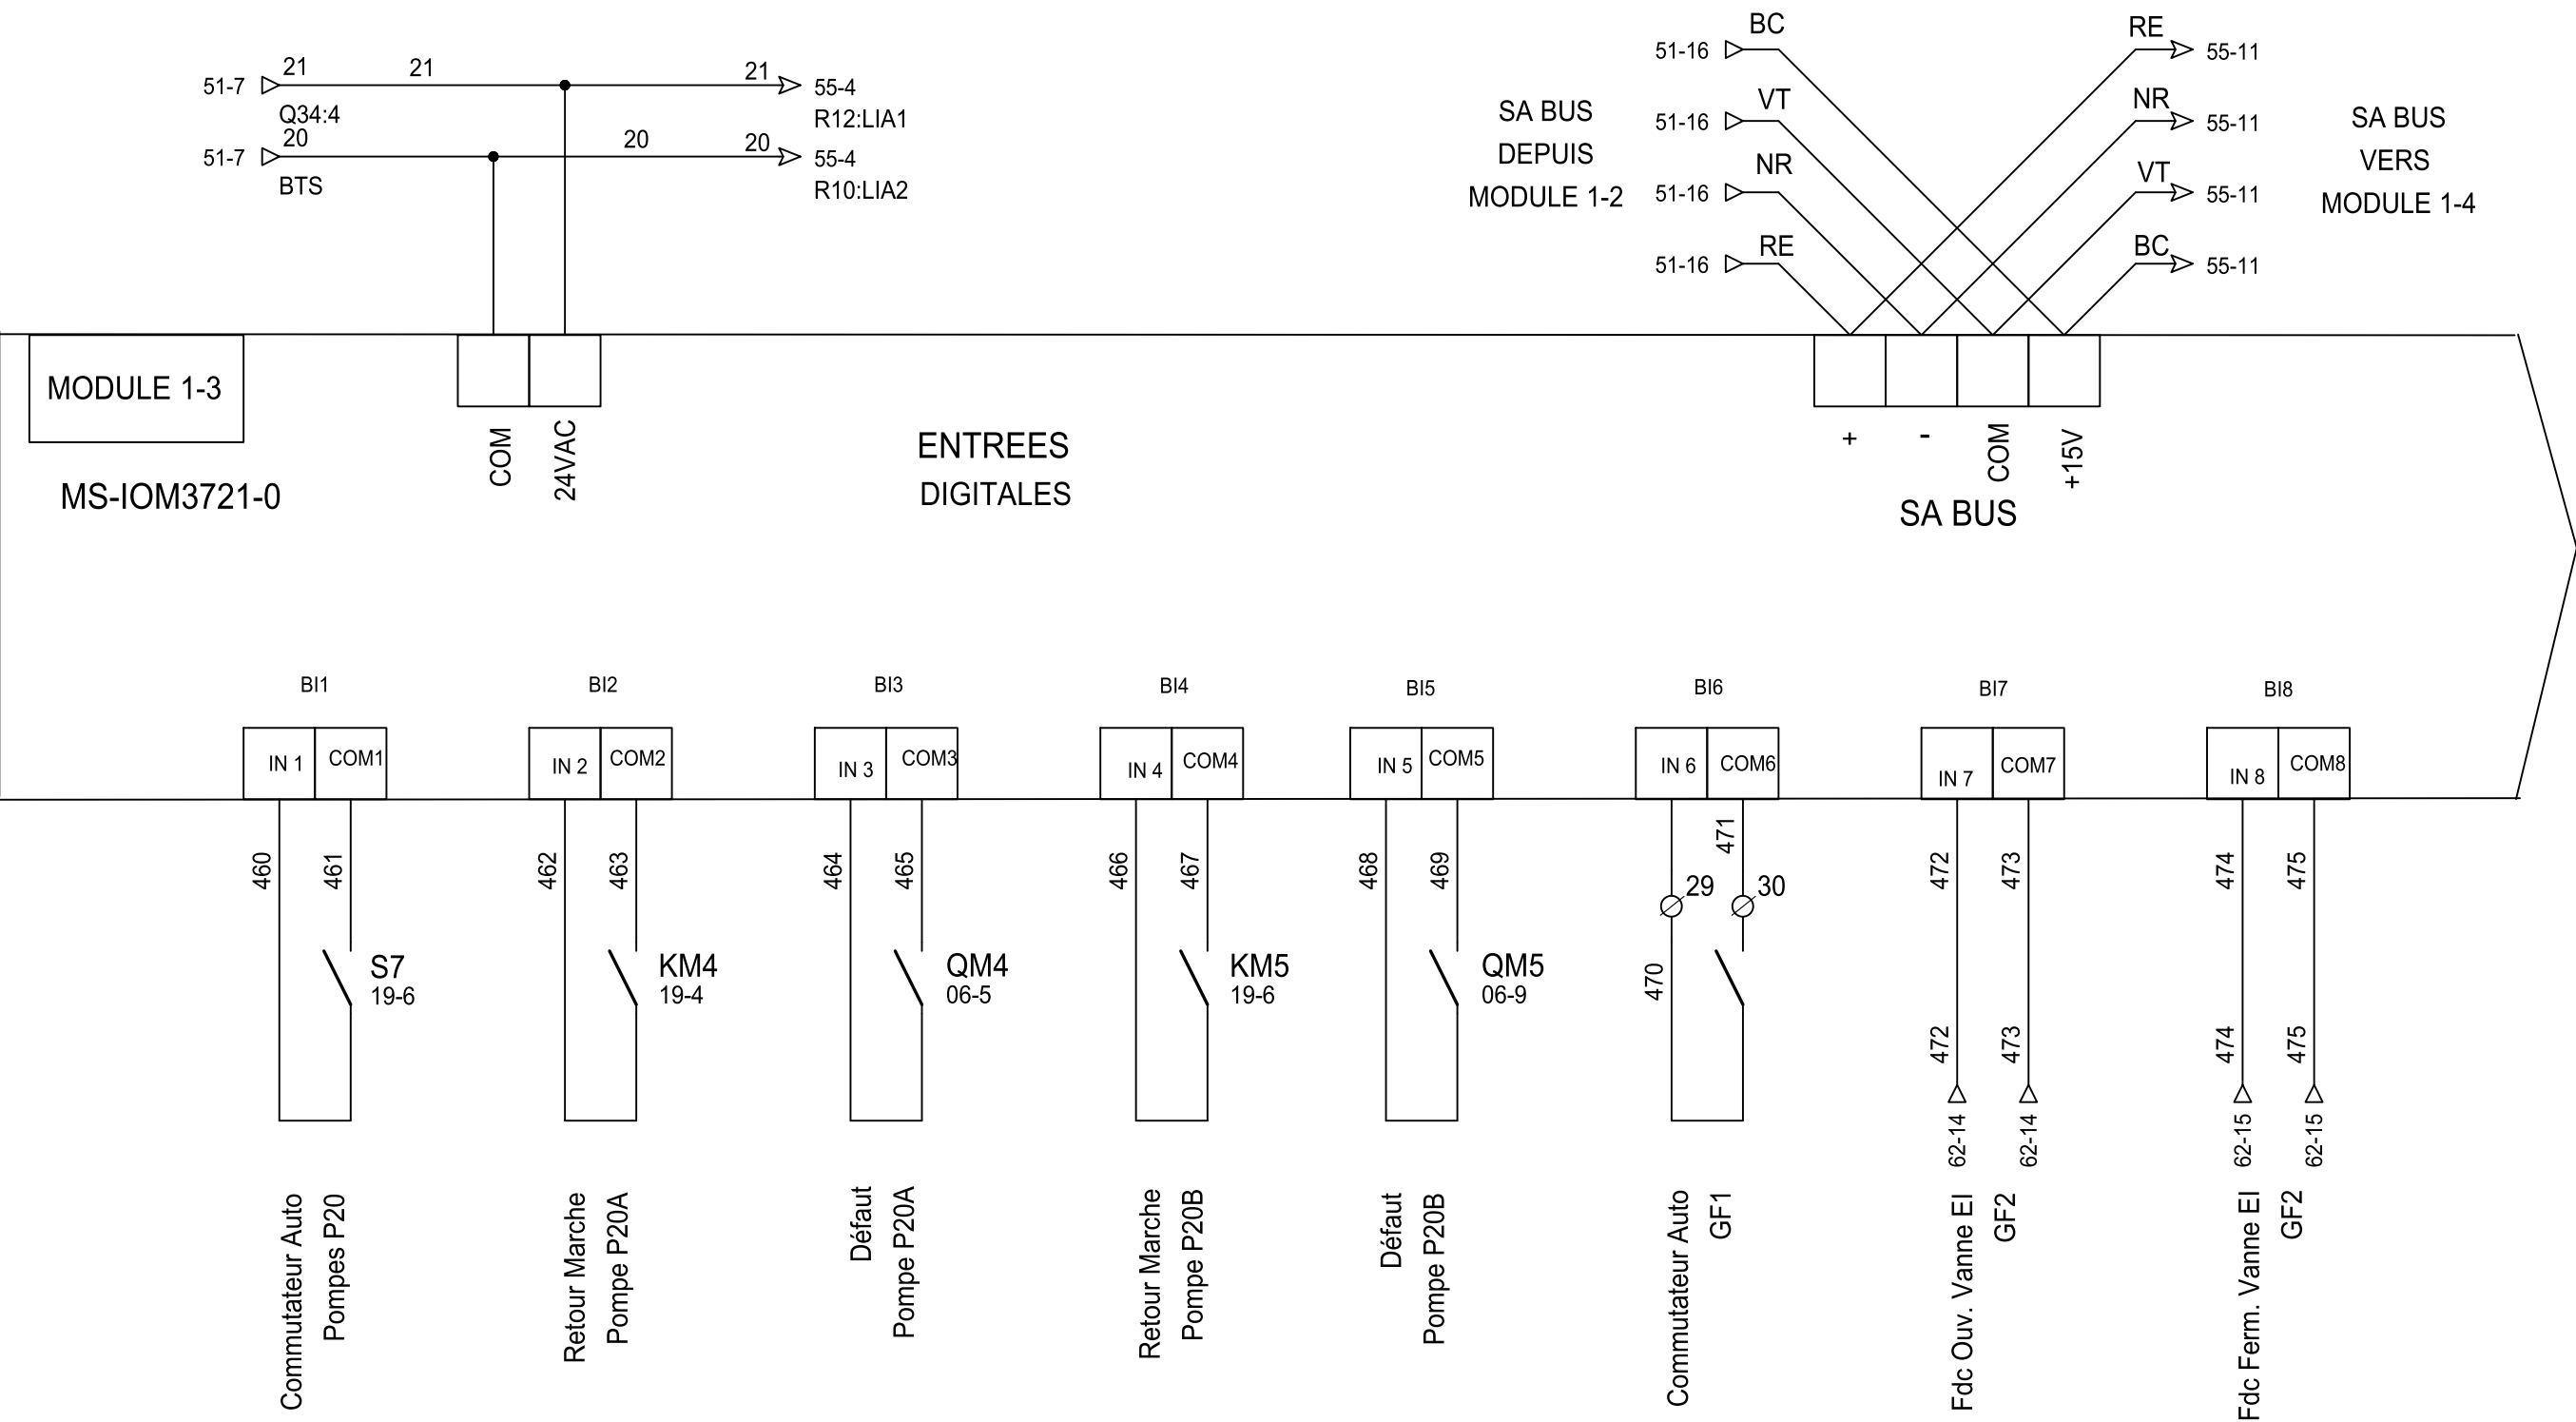 51-7 21 21 21 55-4
Q34:4 R12:LIA1
51-7 20 20 20 55-4
BTS R10:LIA2
SA BUS
DEPUIS
MODULE 1-2
51-16 BC
51-16 VT
51-16 NR
51-16 RE
RE 55-11
NR 55-11
VT 55-11
BC 55-11
SA BUS
VERS
MODULE 1-4
MODULE 1-3
MS-IOM3721-0
COM
24VAC
ENTREES
DIGITALES
+
-
COM
+15V
SA BUS
BI1 BI2 BI3 BI4 BI5 BI6 BI7 BI8
IN 1 COM1 IN 2 COM2 IN 3 COM3 IN 4 COM4 IN 5 COM5 IN 6 COM6 IN 7 COM7 IN 8 COM8
460 461 462 463 464 465 466 467 468 469 471 472 473 474 475
29 30
S7 KM4 QM4 KM5 QM5
19-6 19-4 06-5 19-6 06-9
470
472 473 474 475
62-14 62-14 62-15 62-15
Commutateur Auto
Pompes P20
Retour Marche
Pompe P20A
Défaut
Pompe P20A
Retour Marche
Pompe P20B
Défaut
Pompe P20B
Commutateur Auto
GF1
Fdc Ouv. Vanne EI
GF2
Fdc Ferm. Vanne EI
GF2